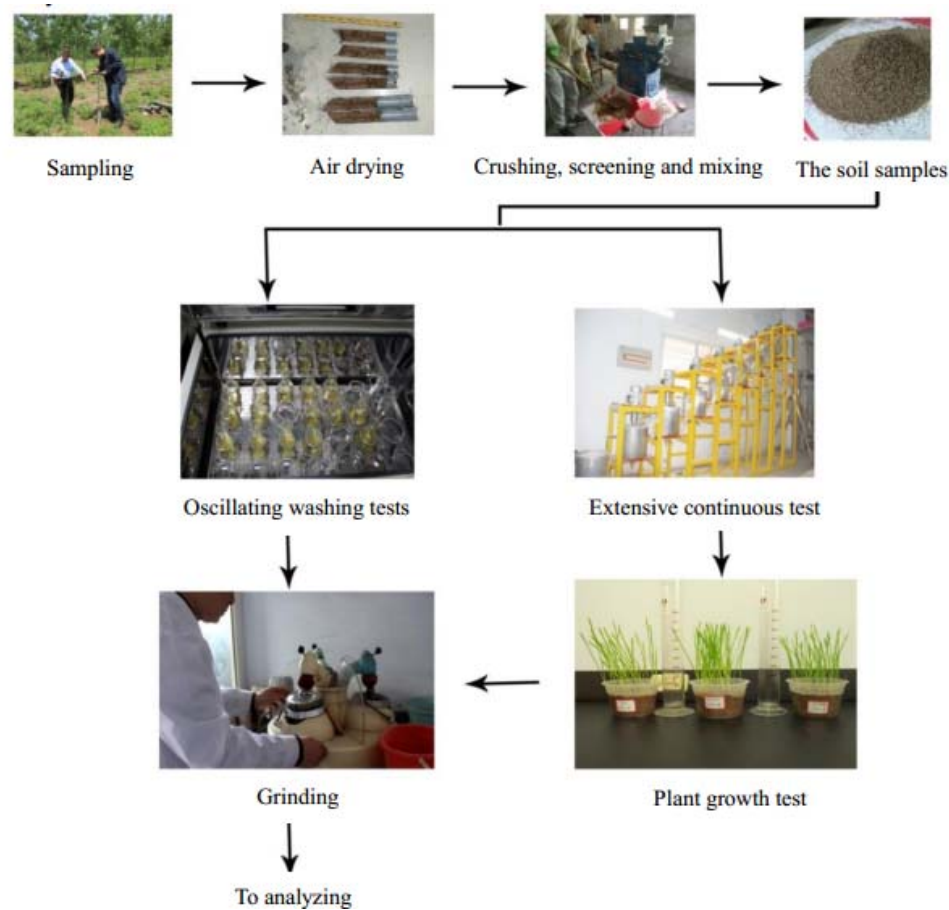 Sampling
Air drying
Crushing, screening and mixing
The soil samples
Oscillating washing tests
Extensive continuous test
Grinding
Plant growth test
To analyzing